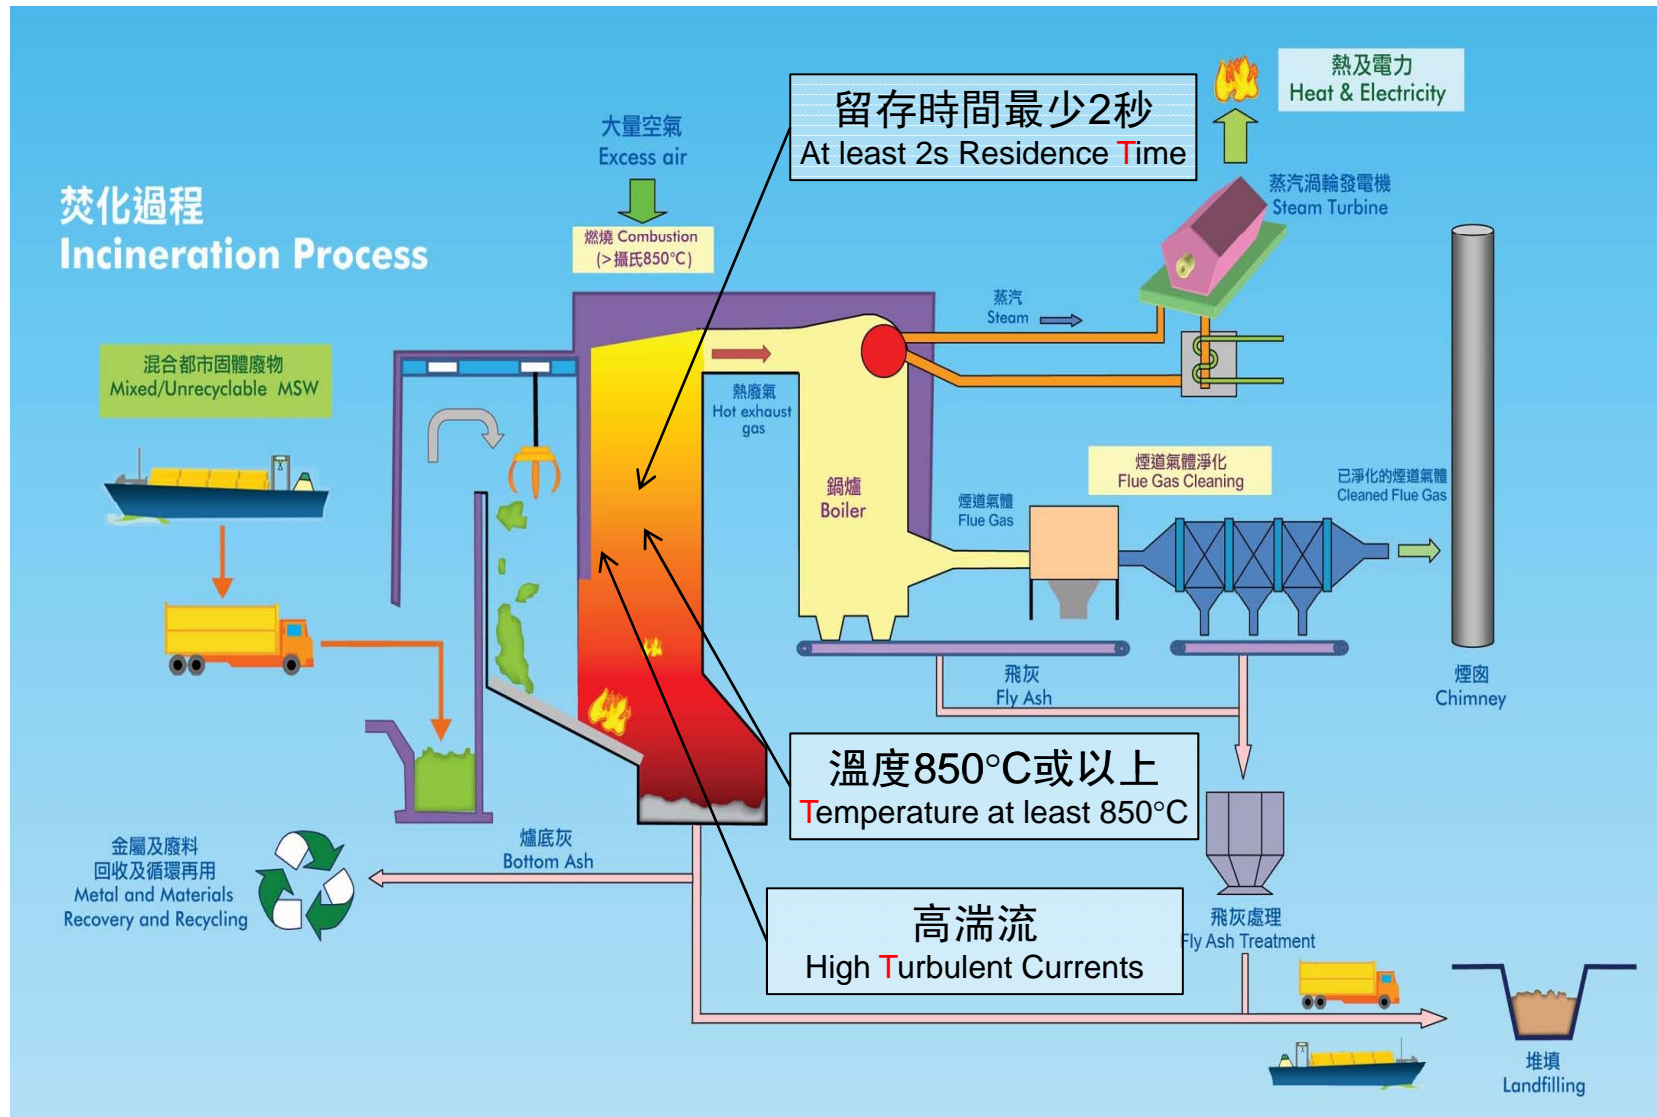 焚化過程
Incineration Process
大量空氣
Excess air
燃燒 Combustion
(>攝氏850°C)
留存時間最少2秒
At least 2s Residence Time
熱及電力
Heat & Electricity
蒸汽渦輪發電機
Steam Turbine
蒸汽
Steam
混合都市固體廢物
Mixed/Unrecyclable MSW
熱廢氣
Hot exhaust
gas
鍋爐
Boiler
煙道氣體
Flue Gas
煙道氣體淨化
Flue Gas Cleaning
已淨化的煙道氣體
Cleaned Flue Gas
煙囪
Chimney
飛灰
Fly Ash
溫度850°C或以上
Temperature at least 850°C
爐底灰
Bottom Ash
金屬及廢料
回收及循環再用
Metal and Materials
Recovery and Recycling
高湍流
High Turbulent Currents
飛灰處理
Fly Ash Treatment
堆填
Landfilling